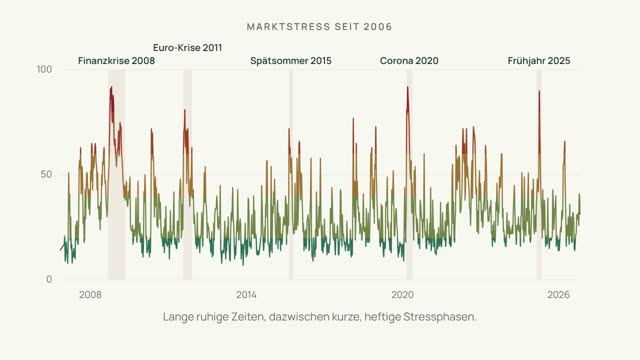 MARKTSTRESS SEIT 2006
Euro-Krise 2011
Finanzkrise 2008
Spätsommer 2015
Corona 2020
Frühjahr 2025
100
50
0
2008
2014
2020
2026
Lange ruhige Zeiten, dazwischen kurze, heftige Stressphasen.